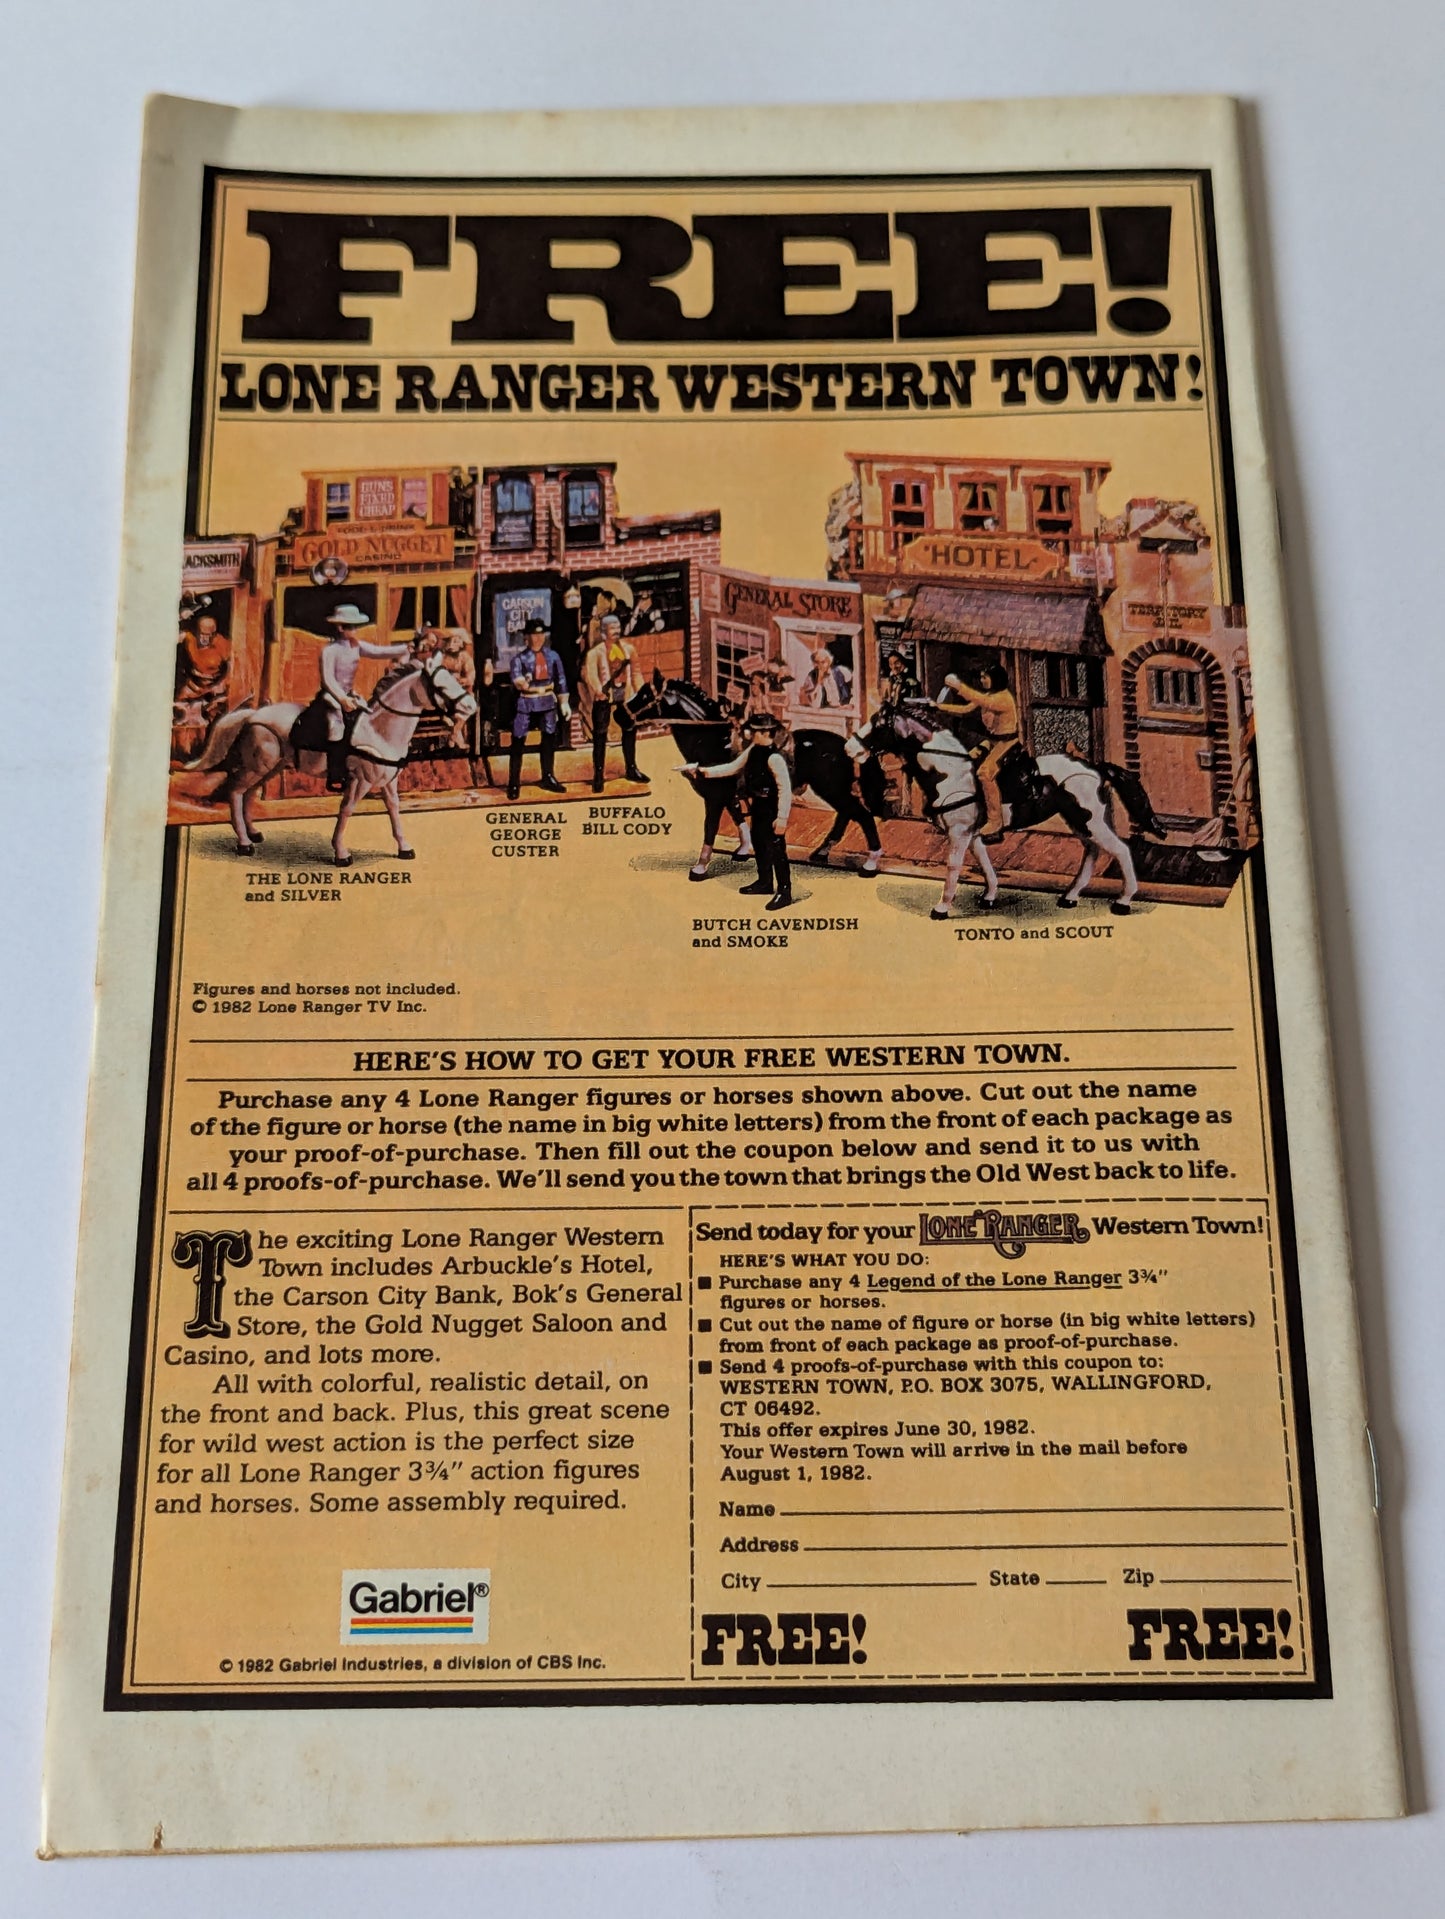 FREE!
LONE RANGER WESTERN TOWN!
GUNS
FIXED
CHEAP
FOOD & DRINK
GOLD NUGGET
CASINO
ACKSMITH
CARSON
CITY
BA
GENERAL STORE
HOTEL
TERRITORY
JAIL
GENERAL
GEORGE
CUSTER
BUFFALO
BILL CODY
THE LONE RANGER
and SILVER
BUTCH CAVENDISH
and SMOKE
TONTO and SCOUT
Figures and horses not included.
© 1982 Lone Ranger TV Inc.
HERE'S HOW TO GET YOUR FREE WESTERN TOWN.
Purchase any 4 Lone Ranger figures or horses shown above. Cut out the name
of the figure or horse (the name in big white letters) from the front of each package as
your proof-of-purchase. Then fill out the coupon below and send it to us with
all 4 proofs-of-purchase. We'll send you the town that brings the Old West back to life.
The exciting Lone Ranger Western
Town includes Arbuckle's Hotel,
the Carson City Bank, Bok's General
Store, the Gold Nugget Saloon and
Casino, and lots more.
All with colorful, realistic detail, on
the front and back. Plus, this great scene
for wild west action is the perfect size
for all Lone Ranger 3¾" action figures
and horses. Some assembly required.
Gabriel®
© 1982 Gabriel Industries, a division of CBS Inc.
Send today for your LONE RANGER Western Town!
HERE'S WHAT YOU DO:
■ Purchase any 4 Legend of the Lone Ranger 3¾"
figures or horses.
■ Cut out the name of figure or horse (in big white letters)
from front of each package as proof-of-purchase.
■ Send 4 proofs-of-purchase with this coupon to:
WESTERN TOWN, P.O. BOX 3075, WALLINGFORD,
CT 06492.
This offer expires June 30, 1982.
Your Western Town will arrive in the mail before
August 1, 1982.
Name
Address
City State Zip
FREE! FREE!